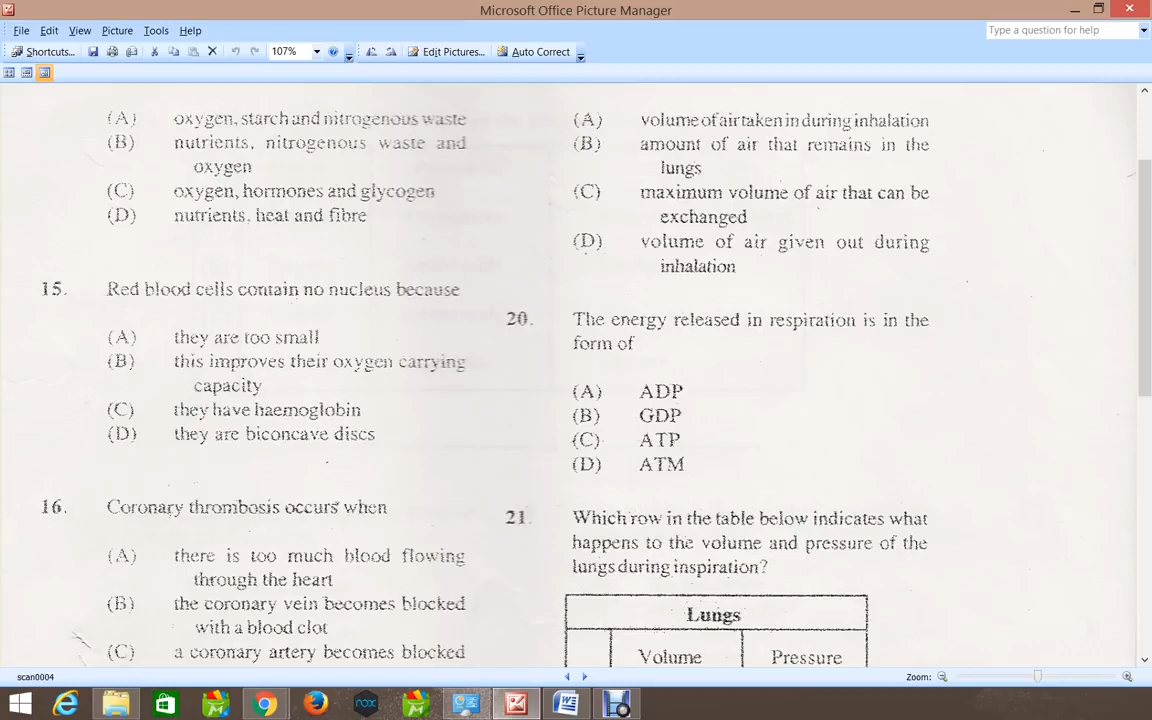 Microsoft Office Picture Manager
File Edit View Picture Tools Help
Type a question for help
Shortcuts...
107%
Edit Pictures...
Auto Correct
(A) oxygen, starch and nitrogenous waste
(B) nutrients, nitrogenous waste and
oxygen
(C) oxygen, hormones and glycogen
(D) nutrients, heat and fibre
15. Red blood cells contain no nucleus because
(A) they are too small
(B) this improves their oxygen carrying
capacity
(C) they have haemoglobin
(D) they are biconcave discs
16. Coronary thrombosis occurs when
(A) there is too much blood flowing
through the heart
(B) the coronary vein becomes blocked
with a blood clot
(C) a coronary artery becomes blocked
(A) volume of air taken in during inhalation
(B) amount of air that remains in the
lungs
(C) maximum volume of air that can be
exchanged
(D) volume of air given out during
inhalation
20. The energy released in respiration is in the
form of
(A) ADP
(B) GDP
(C) ATP
(D) ATM
21. Which row in the table below indicates what
happens to the volume and pressure of the
lungs during inspiration?
Lungs
Volume Pressure
scan0004
Zoom:
nox